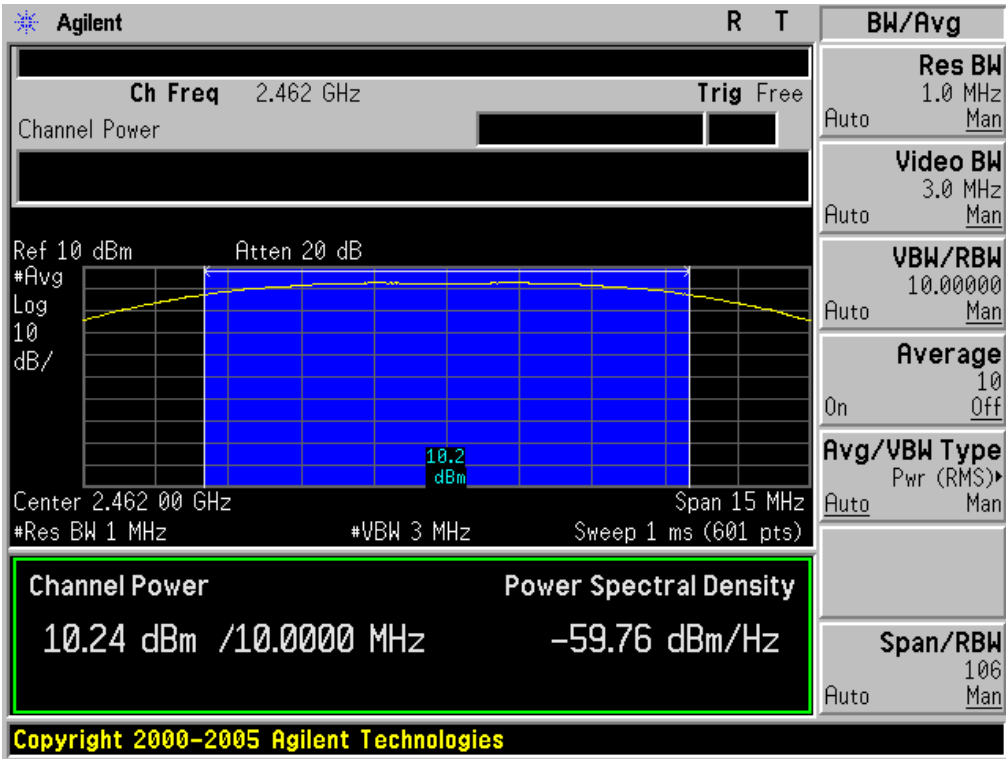 Agilent R T BW/Avg
Ch Freq 2.462 GHz Trig Free
Channel Power
Res BW
1.0 MHz
Auto Man
Video BW
3.0 MHz
Auto Man
VBW/RBW
10.00000
Auto Man
Average
10
On Off
Avg/VBW Type
Pwr (RMS)▸
Auto Man
Span/RBW
106
Auto Man
Ref 10 dBm Atten 20 dB
#Avg
Log
10
dB/
10.2
dBm
Center 2.462 00 GHz Span 15 MHz
#Res BW 1 MHz #VBW 3 MHz Sweep 1 ms (601 pts)
Channel Power Power Spectral Density
10.24 dBm /10.0000 MHz -59.76 dBm/Hz
Copyright 2000-2005 Agilent Technologies